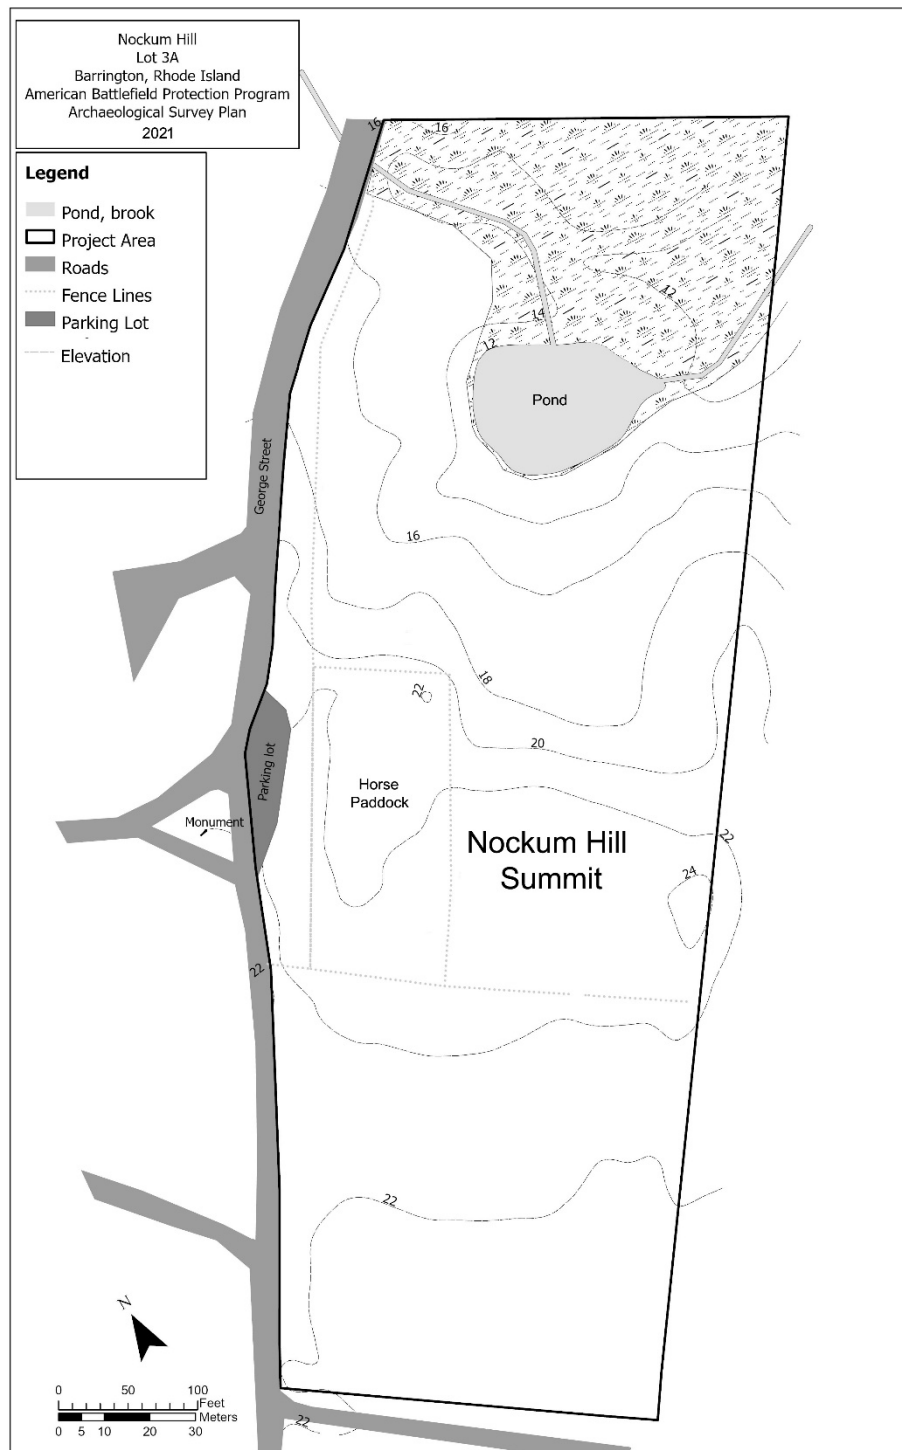 Nockum Hill
Lot 3A
Barrington, Rhode Island
American Battlefield Protection Program
Archaeological Survey Plan
2021
Legend
Pond, brook
Project Area
Roads
Fence Lines
Parking Lot
Elevation
16
16
12
14
12
Pond
George Street
16
18
22
20
Parking lot
Horse
Paddock
Monument
22
Nockum Hill
Summit
24
22
22
N
0 50 100
Feet
Meters
0 5 10 20 30
22